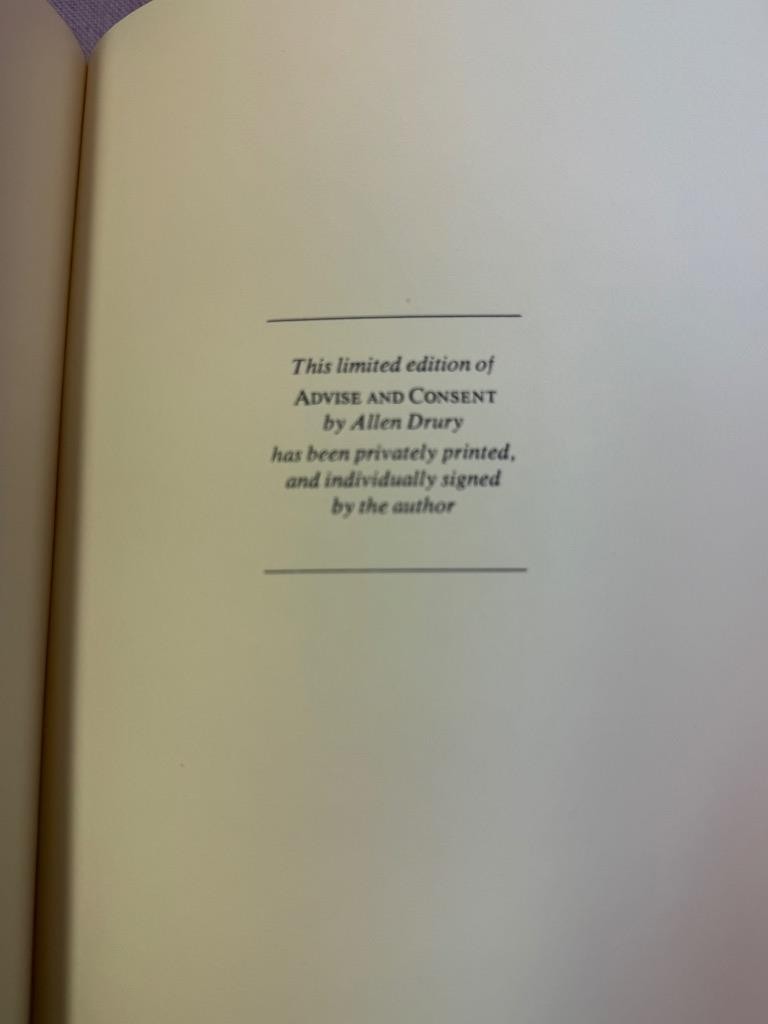 This limited edition of
ADVISE AND CONSENT
by Allen Drury
has been privately printed,
and individually signed
by the author